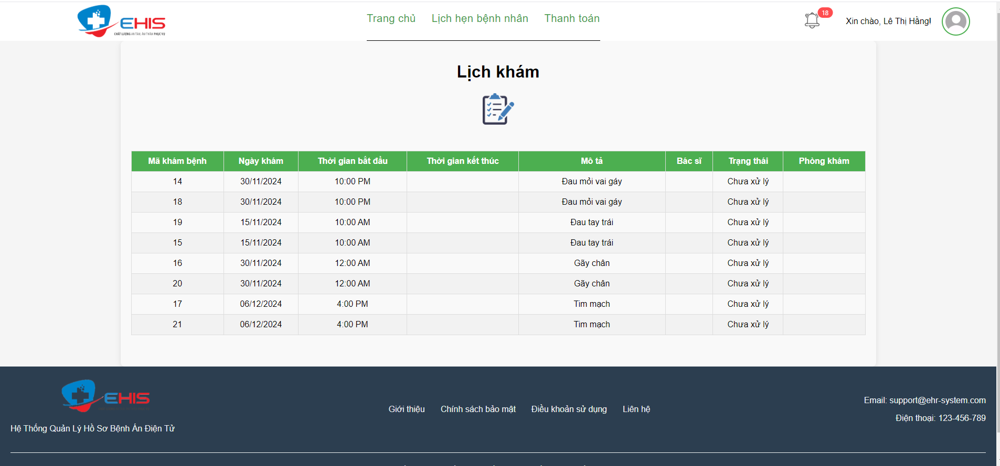 EHIS
CHẤT LƯỢNG AN TÂM, ÂN THẦM PHỤC VỤ
Trang chủ Lịch hẹn bệnh nhân Thanh toán
18
Xin chào, Lê Thị Hằng!
Lịch khám
Mã khám bệnh Ngày khám Thời gian bắt đầu Thời gian kết thúc Mô tả Bác sĩ Trạng thái Phòng khám
14 30/11/2024 10:00 PM Đau mỏi vai gáy Chưa xử lý
18 30/11/2024 10:00 PM Đau mỏi vai gáy Chưa xử lý
19 15/11/2024 10:00 AM Đau tay trái Chưa xử lý
15 15/11/2024 10:00 AM Đau tay trái Chưa xử lý
16 30/11/2024 12:00 AM Gãy chân Chưa xử lý
20 30/11/2024 12:00 AM Gãy chân Chưa xử lý
17 06/12/2024 4:00 PM Tim mạch Chưa xử lý
21 06/12/2024 4:00 PM Tim mạch Chưa xử lý
EHIS
Hệ Thống Quản Lý Hồ Sơ Bệnh Án Điện Tử
Giới thiệu Chính sách bảo mật Điều khoản sử dụng Liên hệ
Email: support@ehr-system.com
Điện thoại: 123-456-789